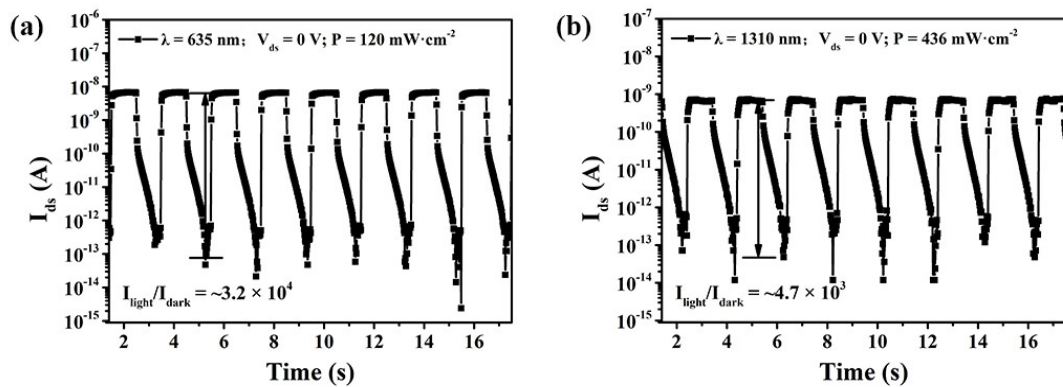 (a)
λ = 635 nm; V_ds = 0 V; P = 120 mW·cm⁻²
10⁻⁶
10⁻⁷
10⁻⁸
10⁻⁹
10⁻¹⁰
10⁻¹¹
10⁻¹²
10⁻¹³
10⁻¹⁴
10⁻¹⁵
I_ds (A)
I_light/I_dark = ~3.2 × 10⁴
2 4 6 8 10 12 14 16
Time (s)
(b)
λ = 1310 nm; V_ds = 0 V; P = 436 mW·cm⁻²
10⁻⁷
10⁻⁸
10⁻⁹
10⁻¹⁰
10⁻¹¹
10⁻¹²
10⁻¹³
10⁻¹⁴
10⁻¹⁵
I_ds (A)
I_light/I_dark = ~4.7 × 10³
2 4 6 8 10 12 14 16
Time (s)